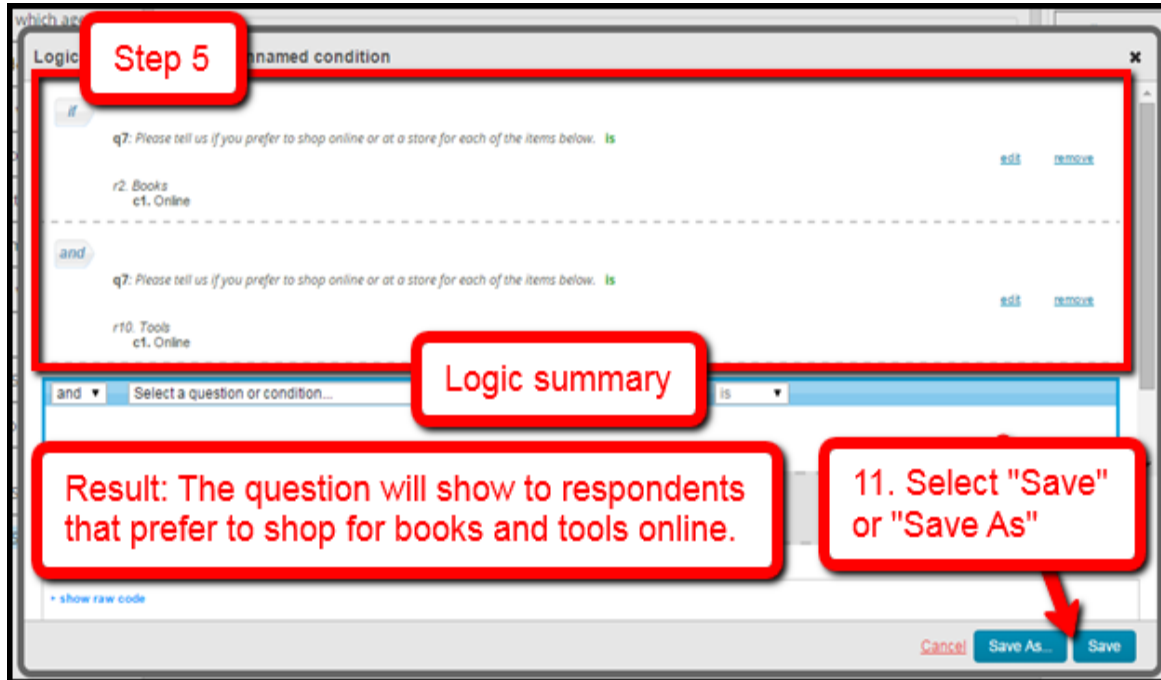 which age
Step 5
Logic
nnamed condition
if
q7: Please tell us if you prefer to shop online or at a store for each of the items below. is
edit remove
r2. Books
c1. Online
and
q7: Please tell us if you prefer to shop online or at a store for each of the items below. is
edit remove
r10. Tools
c1. Online
Logic summary
and Select a question or condition... is
Result: The question will show to respondents
that prefer to shop for books and tools online.
11. Select "Save"
or "Save As"
+ show raw code
Cancel Save As... Save